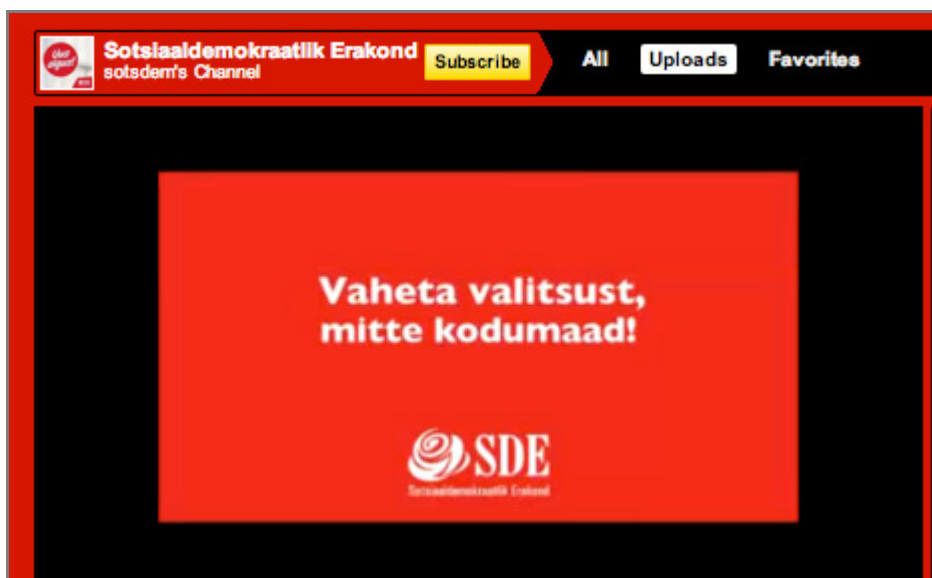 Sotsiaaldemokraatlik Erakond
sotsdem's Channel
Subscribe
All
Uploads
Favorites
Vaheta valitsust,
mitte kodumaad!
SDE
Sotsiaaldemokraatlik Erakond